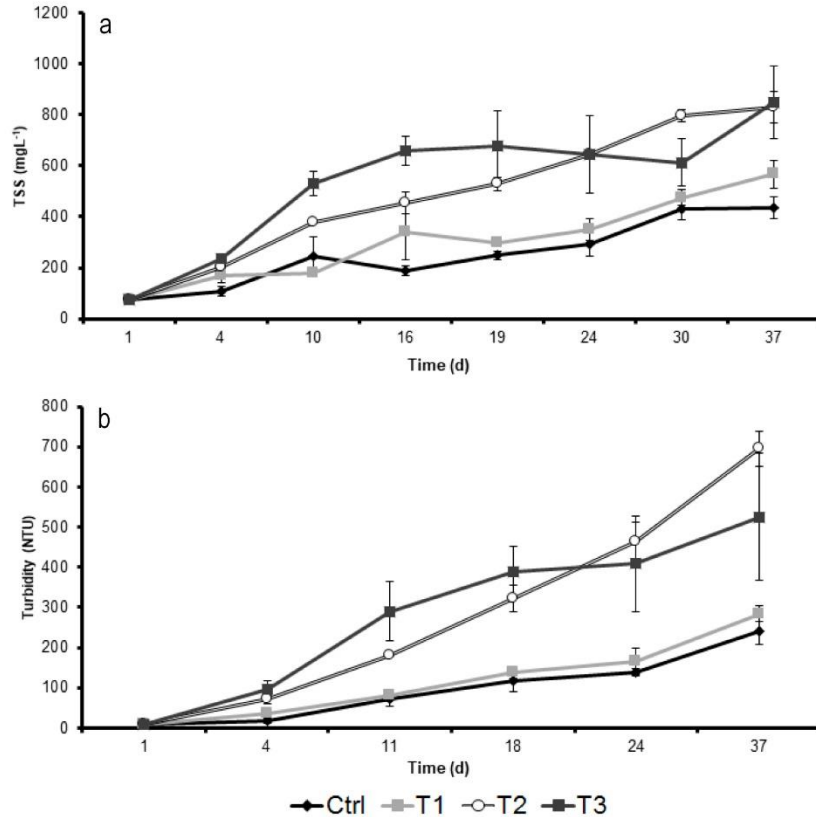 a
TSS (mgL-1)
1200
1000
800
600
400
200
0
1 4 10 16 19 24 30 37
Time (d)
b
Turbidity (NTU)
800
700
600
500
400
300
200
100
0
1 4 11 18 24 37
Time (d)
Ctrl T1 T2 T3